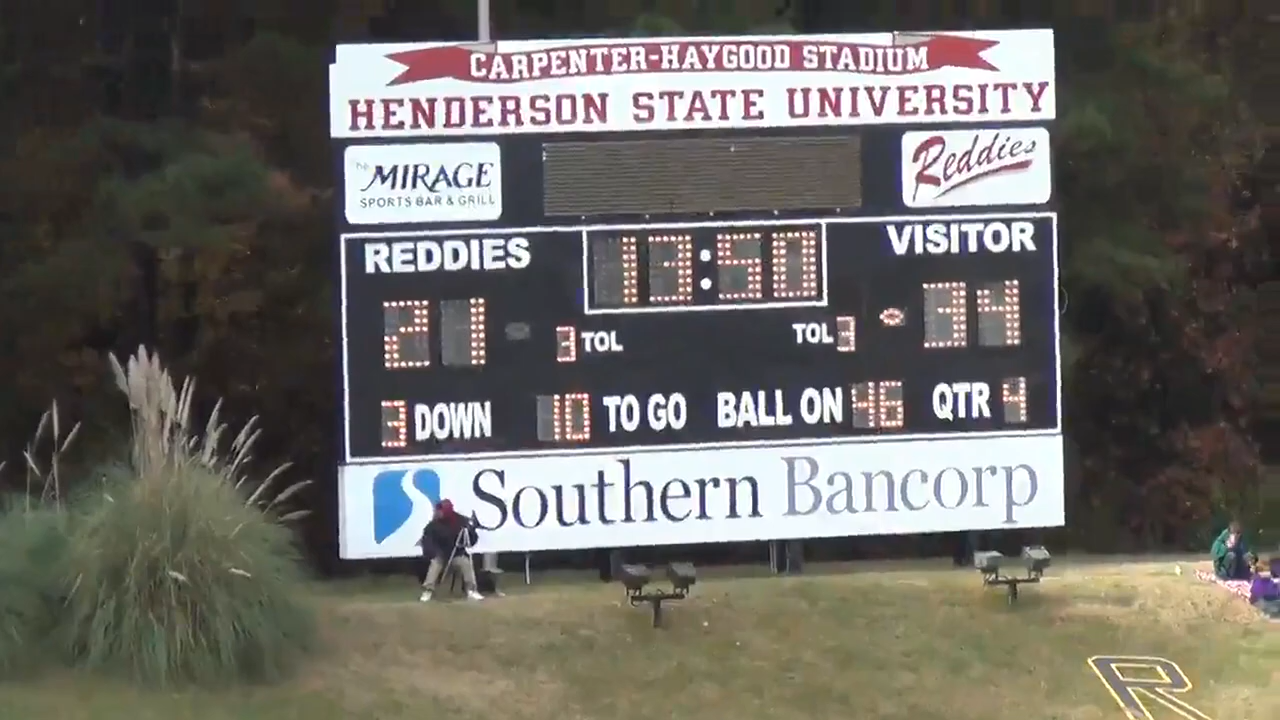 CARPENTER-HAYGOOD STADIUM
HENDERSON STATE UNIVERSITY
The MIRAGE
SPORTS BAR & GRILL
Reddies
REDDIES 13:50 VISITOR
21 3 TOL TOL 3 34
3 DOWN 10 TO GO BALL ON 46 QTR 4
Southern Bancorp
R